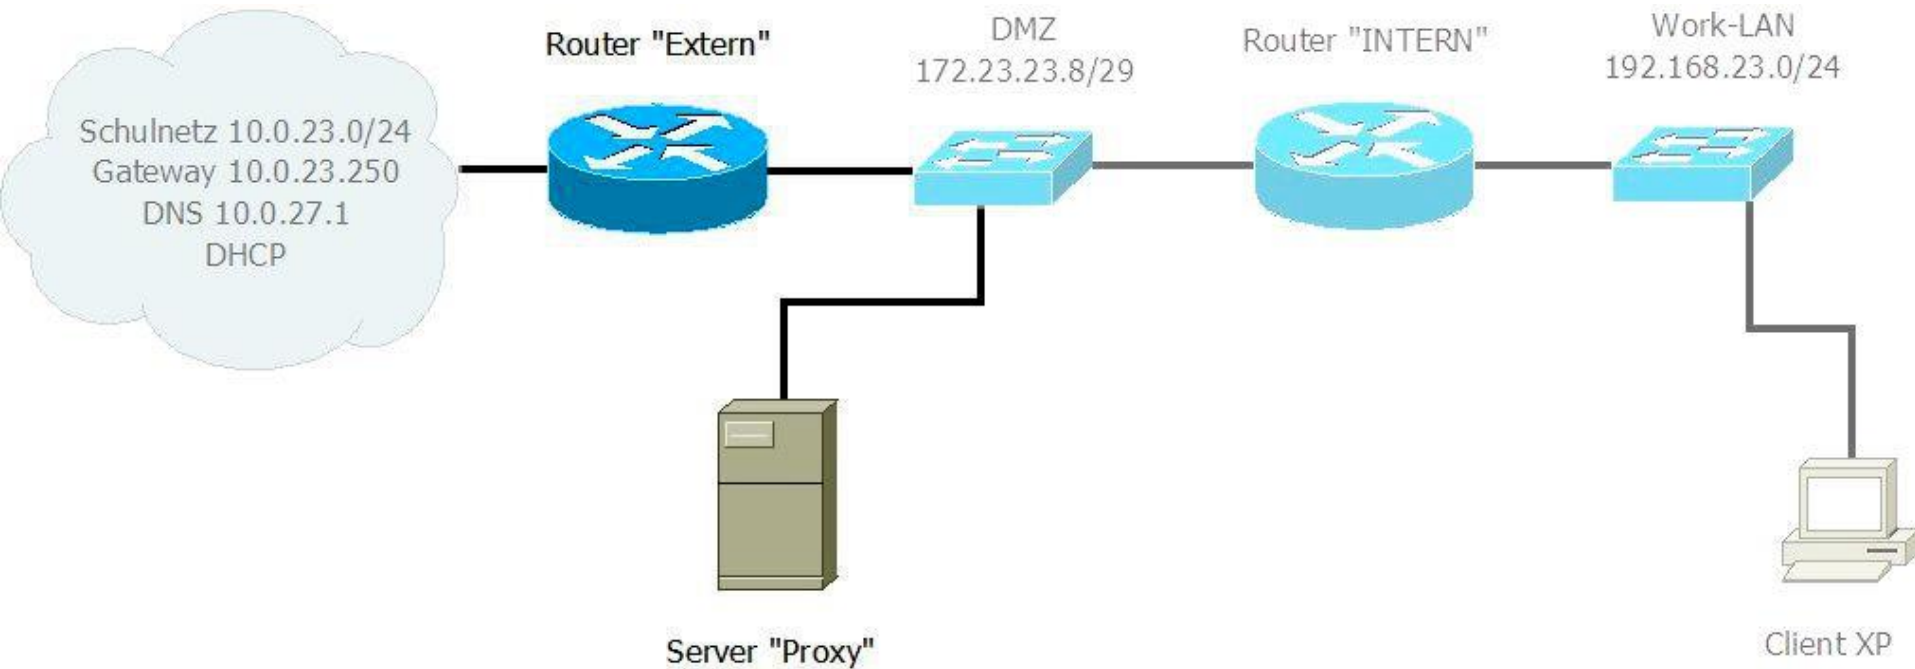 Schulnetz 10.0.23.0/24
Gateway 10.0.23.250
DNS 10.0.27.1
DHCP
Router "Extern"
DMZ
172.23.23.8/29
Router "INTERN"
Work-LAN
192.168.23.0/24
Server "Proxy"
Client XP